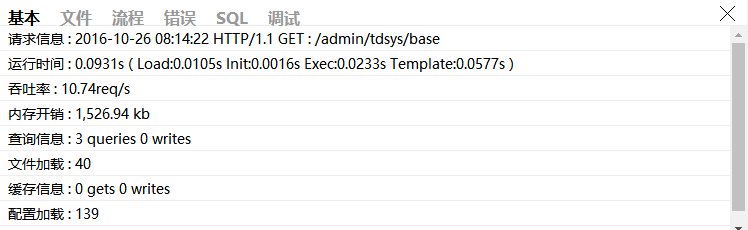 基本 文件 流程 错误 SQL 调试
请求信息 : 2016-10-26 08:14:22 HTTP/1.1 GET : /admin/tdsys/base
运行时间 : 0.0931s ( Load:0.0105s Init:0.0016s Exec:0.0233s Template:0.0577s )
吞吐率 : 10.74req/s
内存开销 : 1,526.94 kb
查询信息 : 3 queries 0 writes
文件加载 : 40
缓存信息 : 0 gets 0 writes
配置加载 : 139